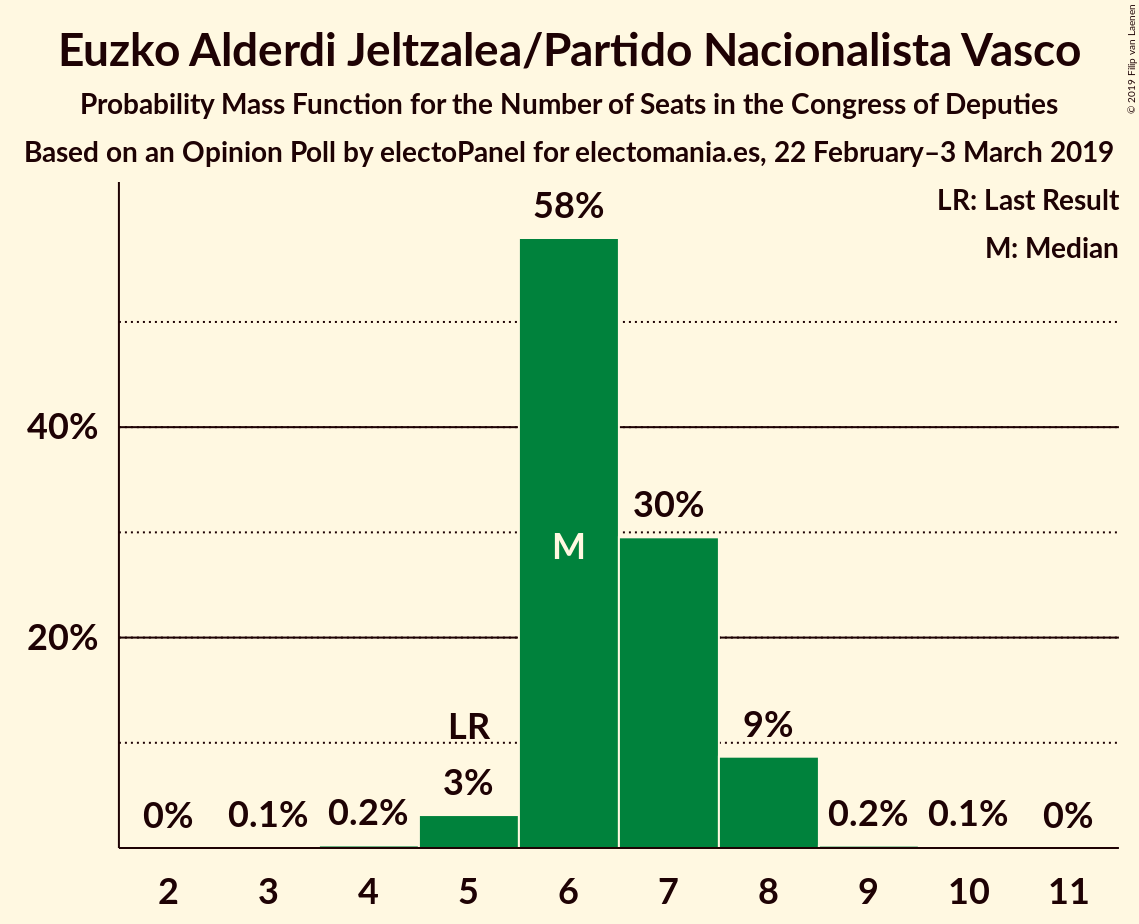 Euzko Alderdi Jeltzalea/Partido Nacionalista Vasco
Probability Mass Function for the Number of Seats in the Congress of Deputies
Based on an Opinion Poll by electoPanel for electomania.es, 22 February–3 March 2019
© 2019 Filip van Laenen
LR: Last Result
M: Median
58%
40%
30%
M
20%
LR
9%
3%
0%
0.1%
0.2%
0.2%
0.1%
0%
2 3 4 5 6 7 8 9 10 11